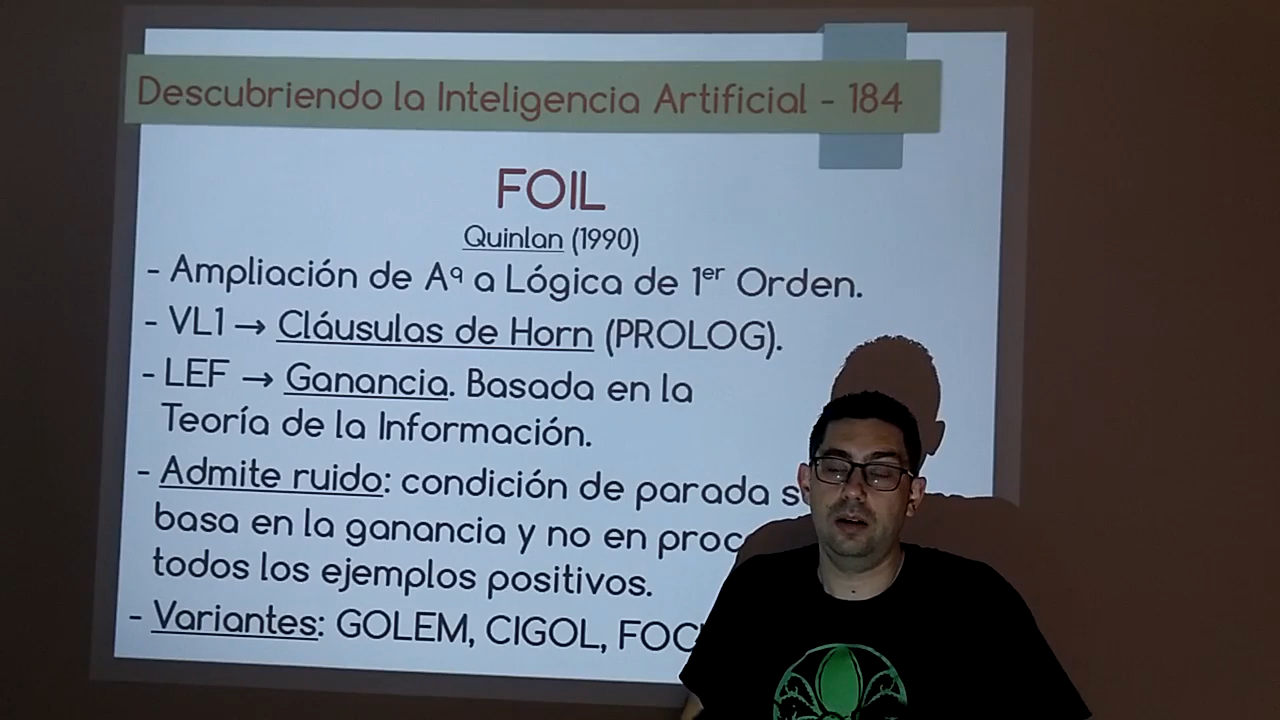 Descubriendo la Inteligencia Artificial - 184
FOIL
Quinlan (1990)
- Ampliación de Aq a Lógica de 1er Orden.
- VL1 → Cláusulas de Horn (PROLOG).
- LEF → Ganancia. Basada en la
Teoría de la Información.
- Admite ruido: condición de parada
basa en la ganancia y no en
todos los ejemplos positivos.
- Variantes: GOLEM, CIGOL,